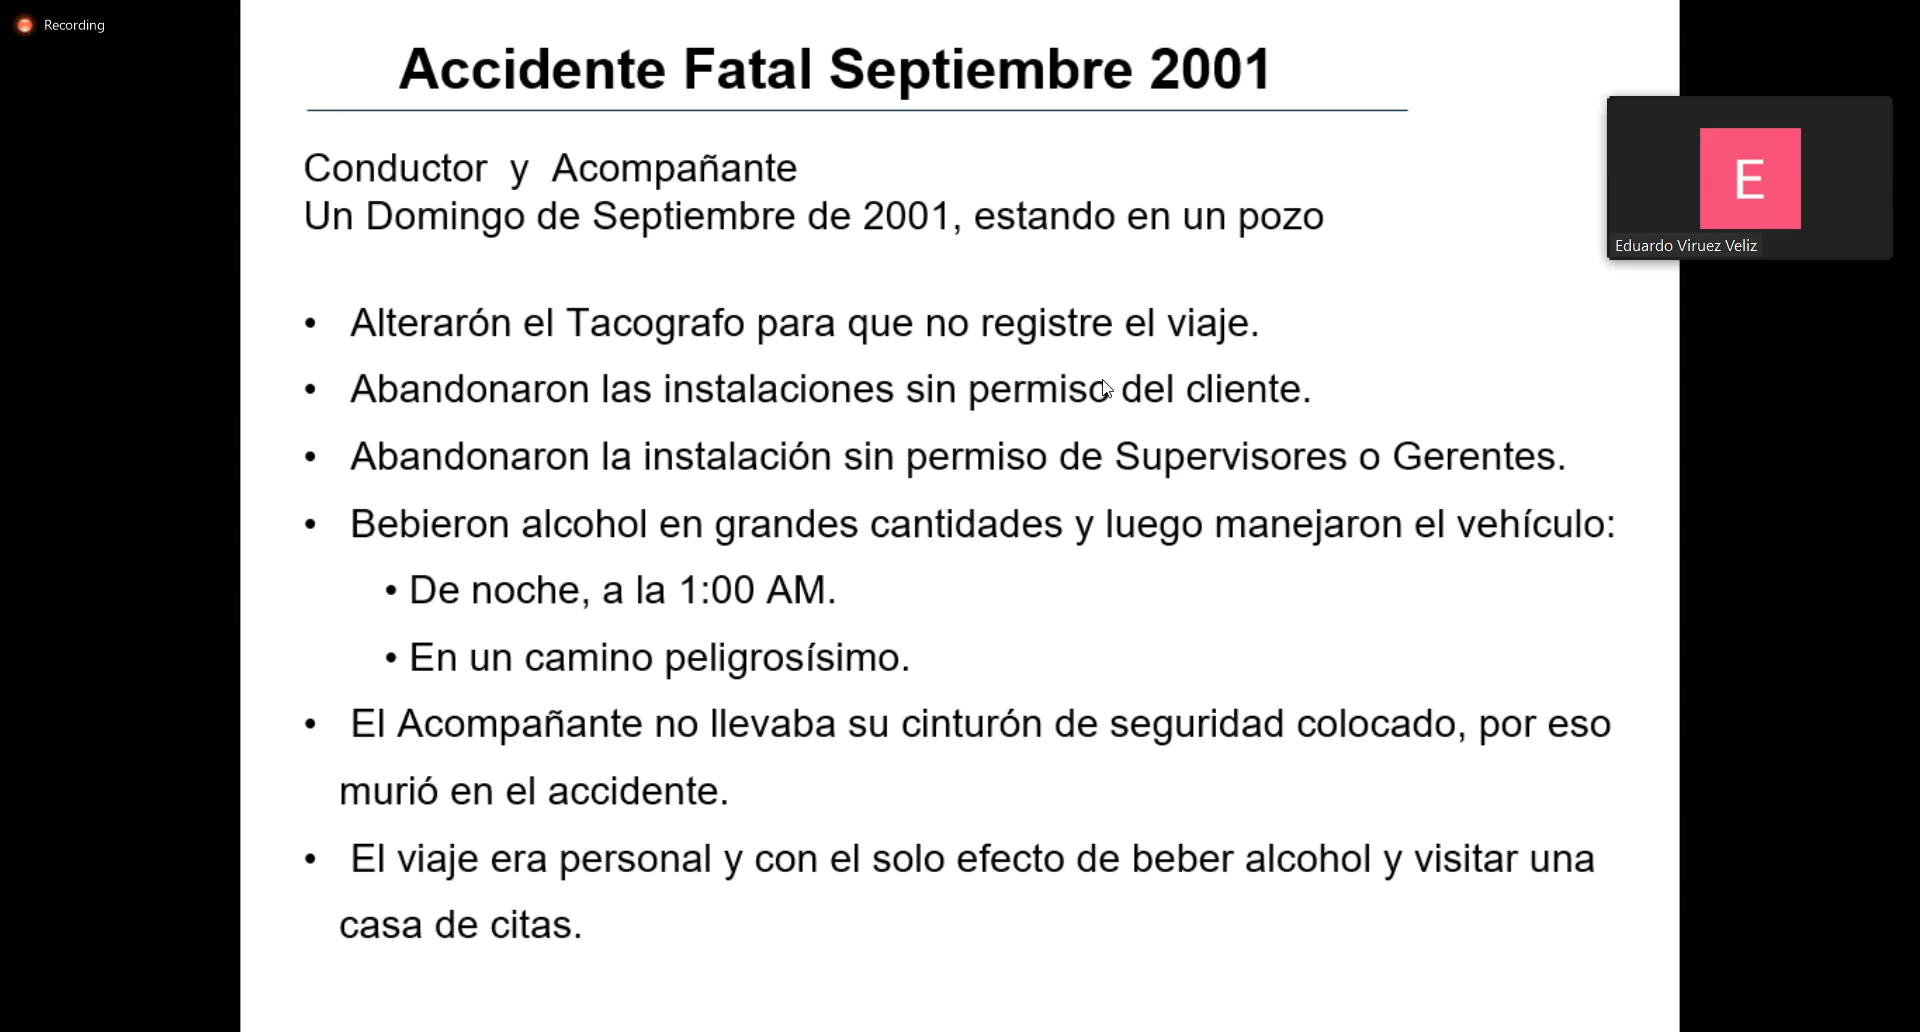 Recording
Accidente Fatal Septiembre 2001
Conductor y Acompañante
Un Domingo de Septiembre de 2001, estando en un pozo
E
Eduardo Viruez Veliz
• Alterarón el Tacografo para que no registre el viaje.
• Abandonaron las instalaciones sin permiso del cliente.
• Abandonaron la instalación sin permiso de Supervisores o Gerentes.
• Bebieron alcohol en grandes cantidades y luego manejaron el vehículo:
• De noche, a la 1:00 AM.
• En un camino peligrosísimo.
• El Acompañante no llevaba su cinturón de seguridad colocado, por eso
murió en el accidente.
• El viaje era personal y con el solo efecto de beber alcohol y visitar una
casa de citas.